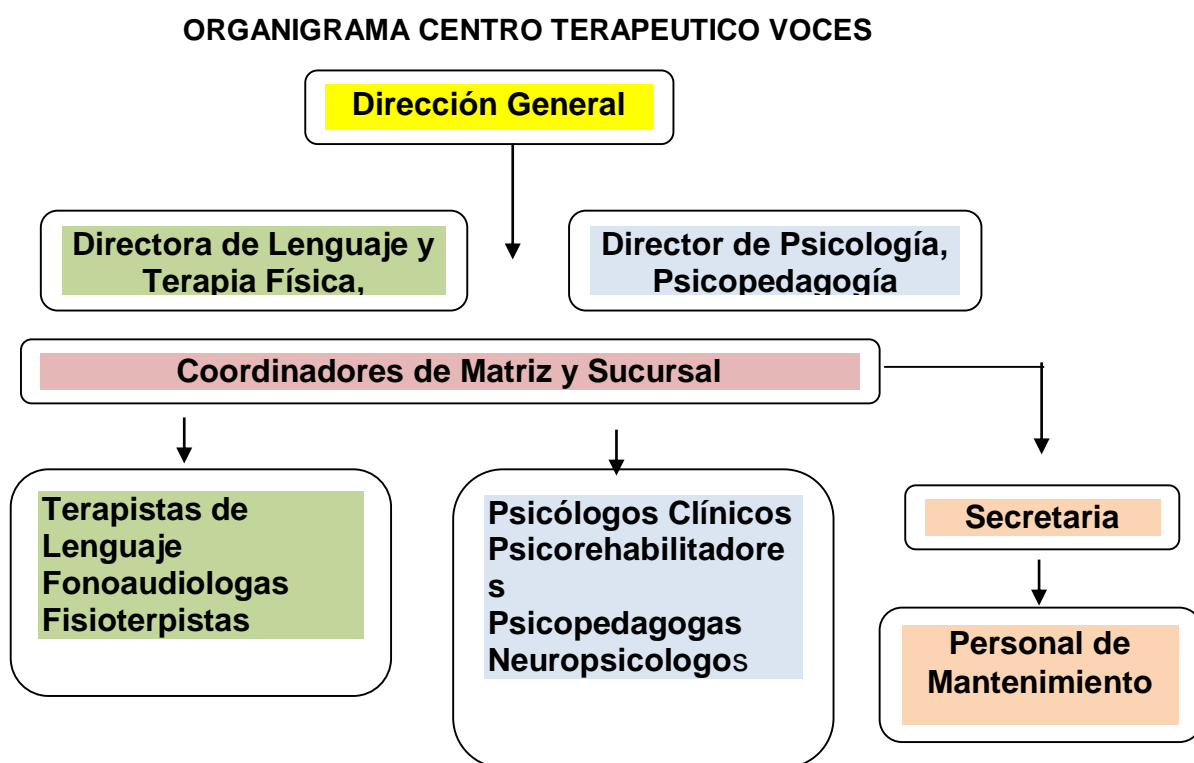 ORGANIGRAMA CENTRO TERAPEUTICO VOCES
Dirección General
Directora de Lenguaje y
Terapia Física,
Director de Psicología,
Psicopedagogía
Coordinadores de Matriz y Sucursal
Terapistas de
Lenguaje
Fonoaudiologas
Fisioterpistas
Psicólogos Clínicos
Psicorehabilitadore
s
Psicopedagogas
Neuropsicologos
Secretaria
Personal de
Mantenimiento